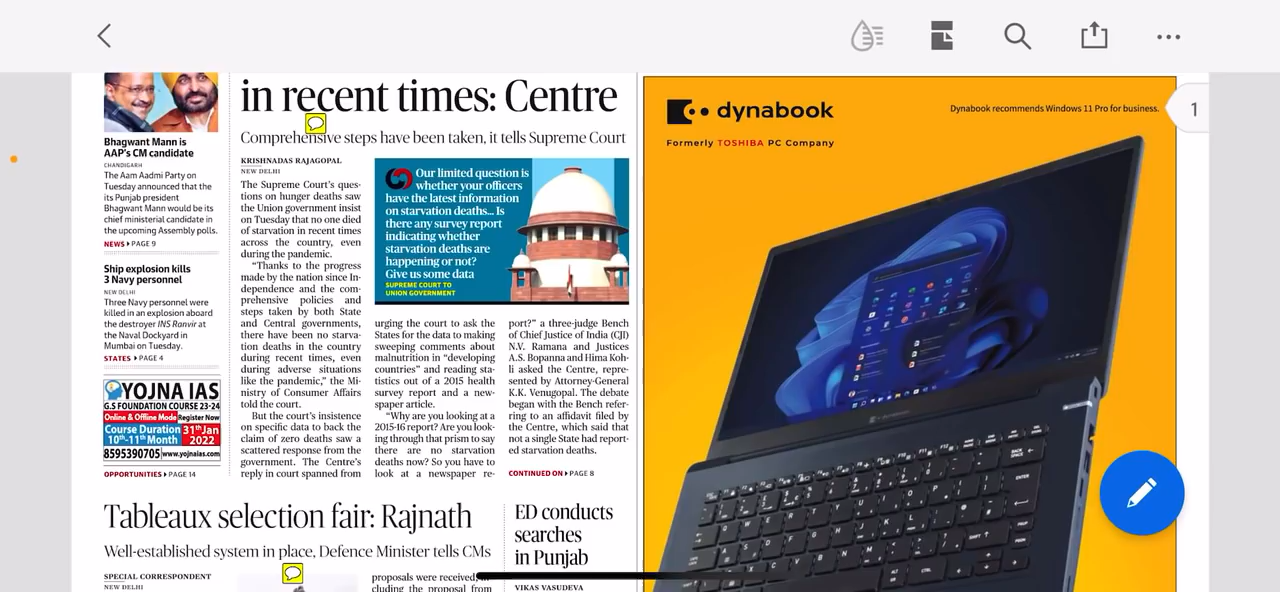 in recent times: Centre
Comprehensive steps have been taken, it tells Supreme Court
Bhagwant Mann is
AAP's CM candidate
CHANDIGARH
The Aam Aadmi Party on
Tuesday announced that the
its Punjab president
Bhagwant Mann would be its
chief ministerial candidate in
the upcoming Assembly polls.
NEWS ▸ PAGE 9
Ship explosion kills
3 Navy personnel
NEW DELHI
Three Navy personnel were
killed in an explosion aboard
the destroyer INS Ranvir at
the Naval Dockyard in
Mumbai on Tuesday.
STATES ▸ PAGE 4
YOJNA IAS
G.S FOUNDATION COURSE 23-24
Online & Offline Mode Register Now
Course Duration 31th Jan
10th-11th Month 2022
8595390705 www.yojnaias.com
OPPORTUNITIES ▸ PAGE 14
KRISHNADAS RAJAGOPAL
NEW DELHI
The Supreme Court's ques-
tions on hunger deaths saw
the Union government insist
on Tuesday that no one died
of starvation in recent times
across the country, even
during the pandemic.
"Thanks to the progress
made by the nation since In-
dependence and the com-
prehensive policies and
steps taken by both State
and Central governments,
there have been no starva-
tion deaths in the country
during recent times, even
during adverse situations
like the pandemic," the Mi-
nistry of Consumer Affairs
told the court.
But the court's insistence
on specific data to back the
claim of zero deaths saw a
scattered response from the
government. The Centre's
reply in court spanned from
Our limited question is
whether your officers
have the latest information
on starvation deaths... Is
there any survey report
indicating whether
starvation deaths are
happening or not?
Give us some data
SUPREME COURT TO
UNION GOVERNMENT
urging the court to ask the
States for the data to making
sweeping comments about
malnutrition in "developing
countries" and reading sta-
tistics out of a 2015 health
survey report and a new-
spaper article.
"Why are you looking at a
2015-16 report? Are you look-
ing through that prism to say
there are no starvation
deaths now? So you have to
look at a newspaper re-
port?" a three-judge Bench
of Chief Justice of India (CJI)
N.V. Ramana and Justices
A.S. Bopanna and Hima Koh-
li asked the Centre, repre-
sented by Attorney-General
K.K. Venugopal. The debate
began with the Bench refer-
ring to an affidavit filed by
the Centre, which said that
not a single State had report-
ed starvation deaths.
CONTINUED ON ▸ PAGE 8
Tableaux selection fair: Rajnath
Well-established system in place, Defence Minister tells CMs
SPECIAL CORRESPONDENT
NEW DELHI
proposals were received, in-
cluding the proposal from
ED conducts
searches
in Punjab
VIKAS VASUDEVA
dynabook
Formerly TOSHIBA PC Company
Dynabook recommends Windows 11 Pro for business.
1